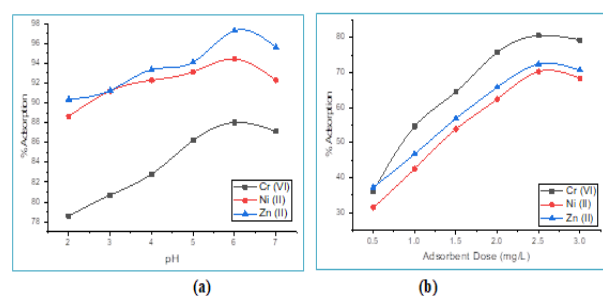 98
96
94
92
90
88
86
84
82
80
78
% Adsorption
Cr (VI)
Ni (II)
Zn (II)
2 3 4 5 6 7
pH
(a)
80
70
60
50
40
30
% Adsorption
Cr (VI)
Ni (II)
Zn (II)
0.5 1.0 1.5 2.0 2.5 3.0
Adsorbent Dose (mg/L)
(b)